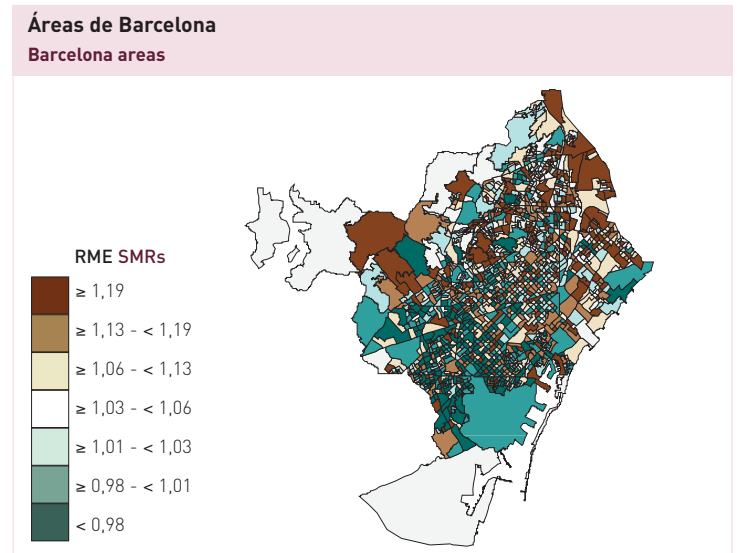 Áreas de Barcelona
Barcelona areas
RME SMRs
≥ 1,19
≥ 1,13 - < 1,19
≥ 1,06 - < 1,13
≥ 1,03 - < 1,06
≥ 1,01 - < 1,03
≥ 0,98 - < 1,01
< 0,98